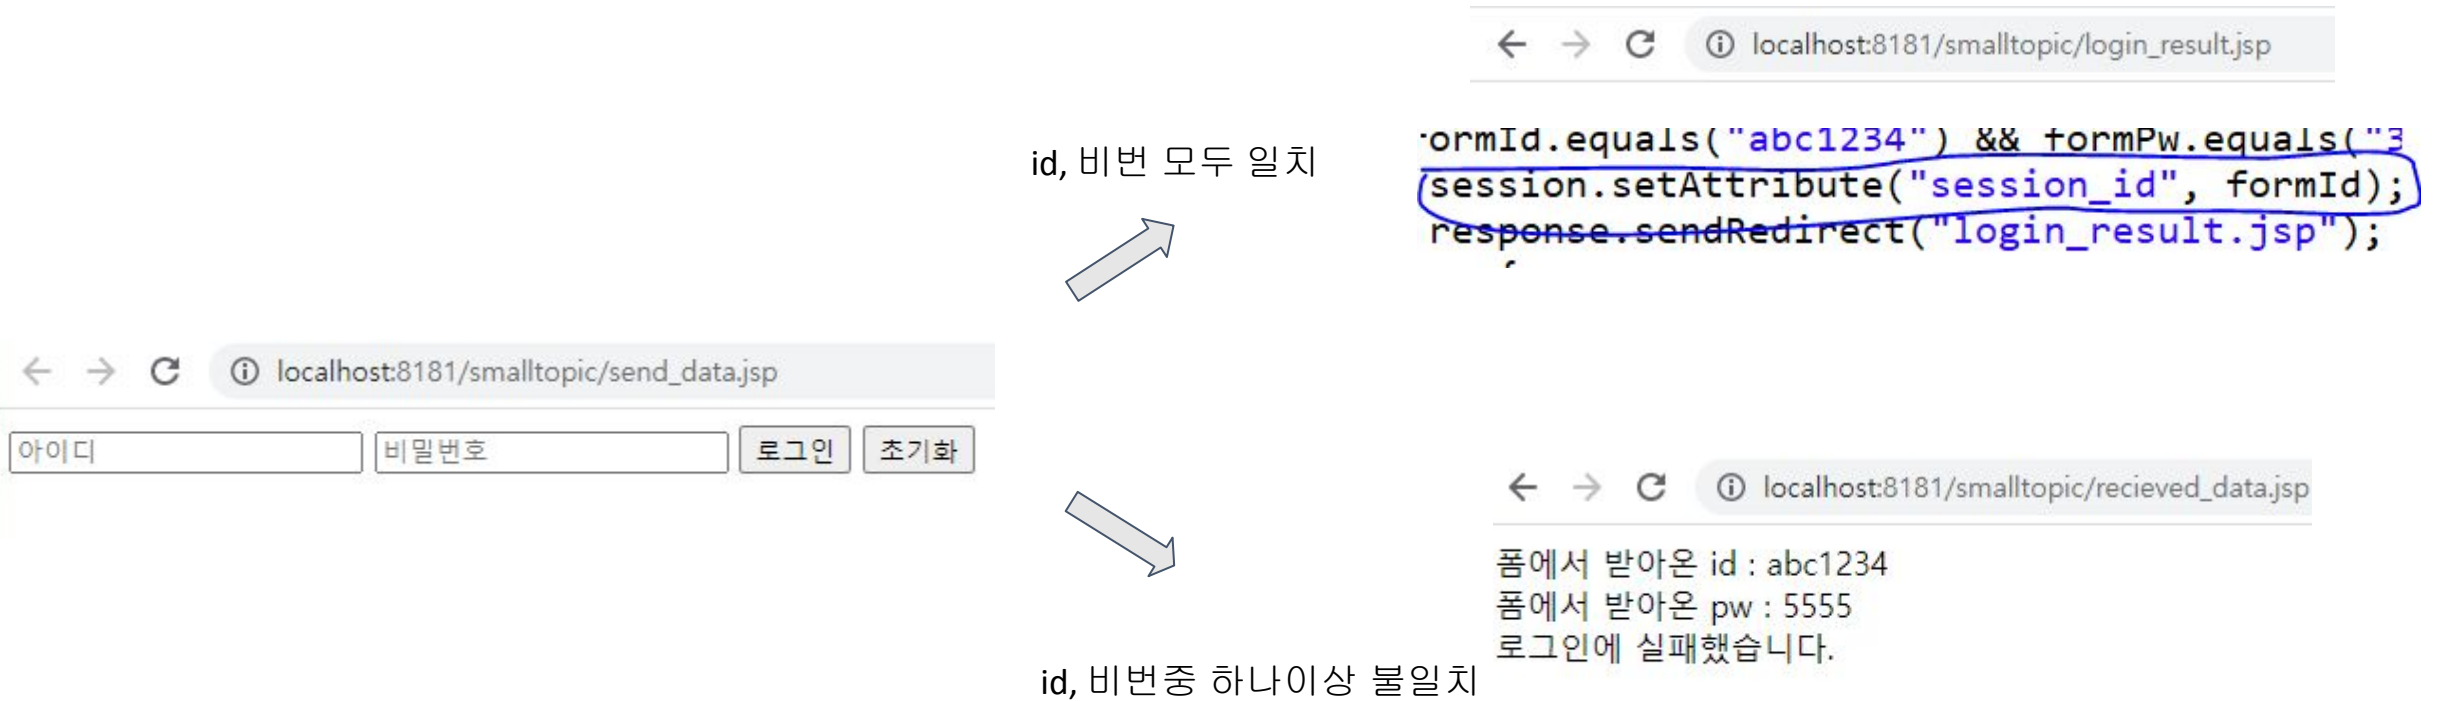 localhost:8181/smalltopic/login_result.jsp
id, 비번 모두 일치
ormId.equals("abc1234") && formPw.equals("3
session.setAttribute("session_id", formId);
response.sendRedirect("login_result.jsp");
localhost:8181/smalltopic/send_data.jsp
아이디 비밀번호 로그인 초기화
localhost:8181/smalltopic/recieved_data.jsp
폼에서 받아온 id : abc1234
폼에서 받아온 pw : 5555
로그인에 실패했습니다.
id, 비번중 하나이상 불일치